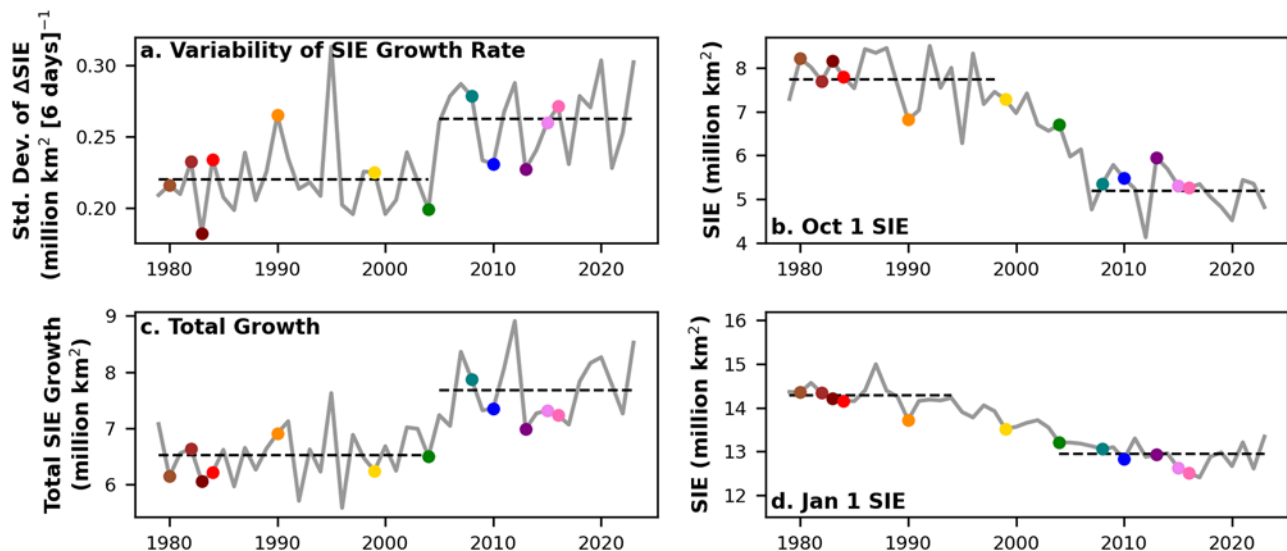 a. Variability of SIE Growth Rate
Std. Dev. of ΔSIE
(million km² [6 days]⁻¹
0.30
0.25
0.20
1980 1990 2000 2010 2020
b. Oct 1 SIE
SIE (million km²)
8
7
6
5
4
1980 1990 2000 2010 2020
c. Total Growth
Total SIE Growth
(million km²)
9
8
7
6
1980 1990 2000 2010 2020
d. Jan 1 SIE
SIE (million km²)
16
15
14
13
12
1980 1990 2000 2010 2020